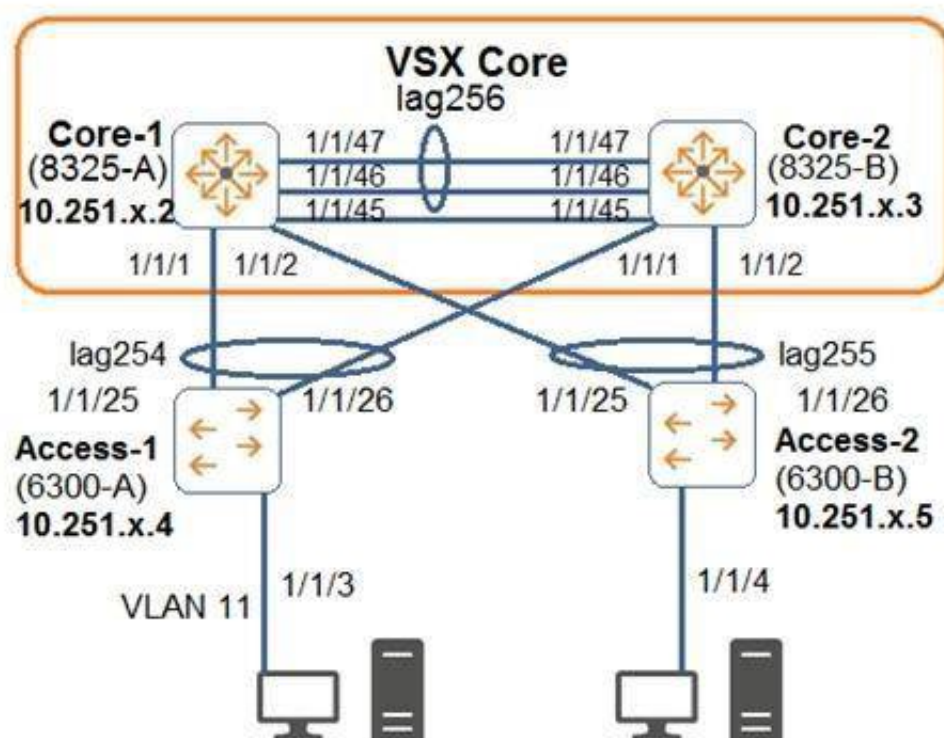 VSX Core
lag256
Core-1
(8325-A)
10.251.x.2
1/1/47
1/1/46
1/1/45
1/1/47
1/1/46
1/1/45
Core-2
(8325-B)
10.251.x.3
1/1/1
1/1/2
1/1/1
1/1/2
lag254
lag255
1/1/25
1/1/26
1/1/25
1/1/26
Access-1
(6300-A)
10.251.x.4
Access-2
(6300-B)
10.251.x.5
VLAN 11
1/1/3
1/1/4